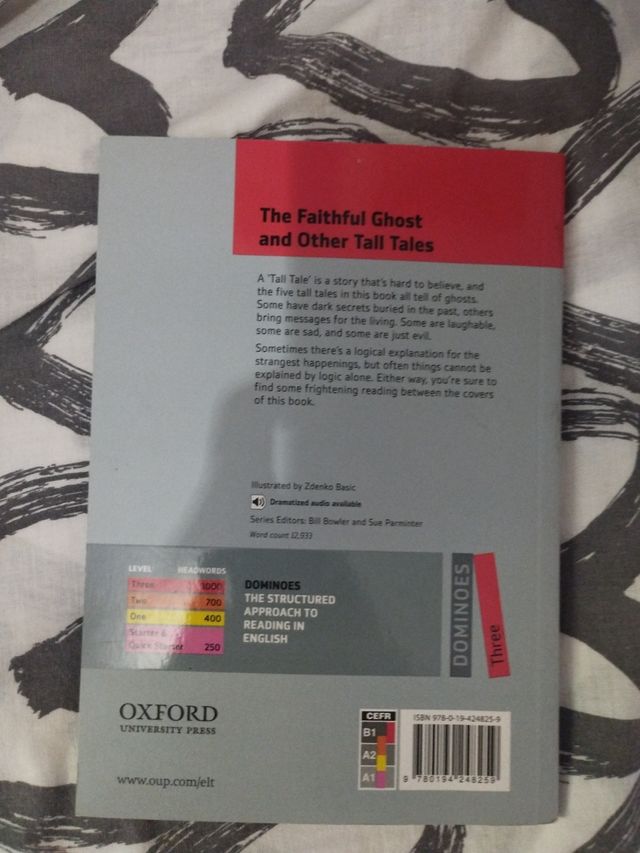 The Faithful Ghost
and Other Tall Tales
A 'Tall Tale' is a story that's hard to believe, and
the five tall tales in this book all tell of ghosts.
Some have dark secrets buried in the past, others
bring messages for the living. Some are laughable,
some are sad, and some are just evil.
Sometimes there's a logical explanation for the
strangest happenings, but often things cannot be
explained by logic alone. Either way, you're sure to
find some frightening reading between the covers
of this book.
Illustrated by Zdenko Basic
Dramatized audio available
Series Editors: Bill Bowler and Sue Parminter
Word count 12,933
LEVEL HEADWORDS
Three 1000
Two 700
One 400
Starter &
Quick Starter 250
DOMINOES
THE STRUCTURED
APPROACH TO
READING IN
ENGLISH
DOMINOES
Three
OXFORD
UNIVERSITY PRESS
www.oup.com/elt
CEFR
B1
A2
A1
ISBN 978-0-19-424825-9
9 780194 248259